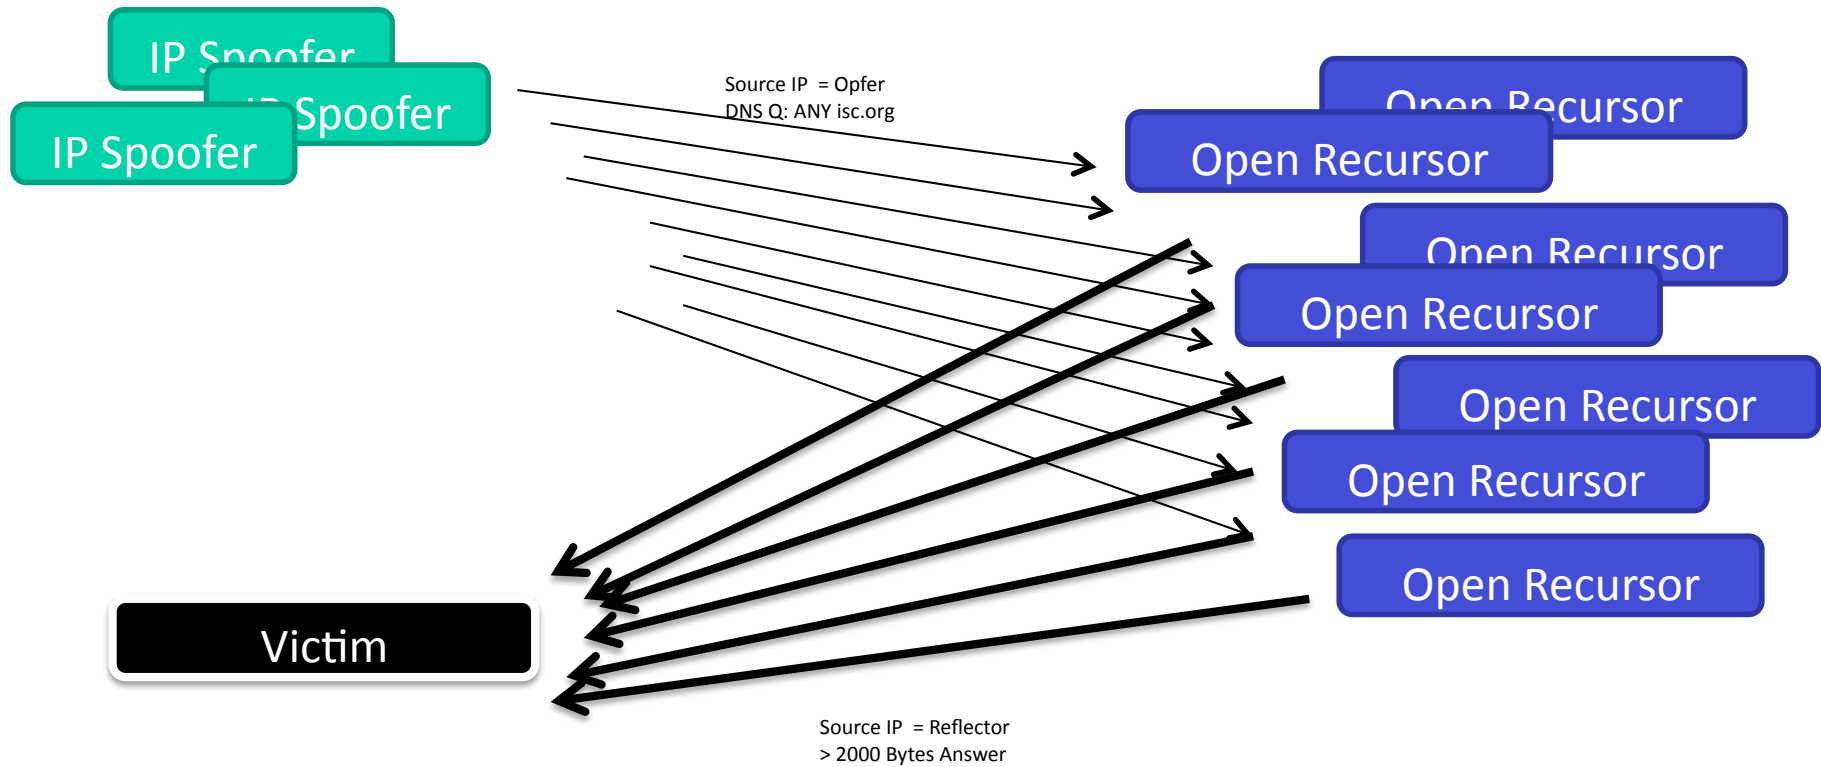 IP Spoofer
IP Spoofer
IP Spoofer
Source IP = Opfer
DNS Q: ANY isc.org
Open Recursor
Open Recursor
Open Recursor
Open Recursor
Open Recursor
Open Recursor
Open Recursor
Victim
Source IP = Reflector
> 2000 Bytes Answer